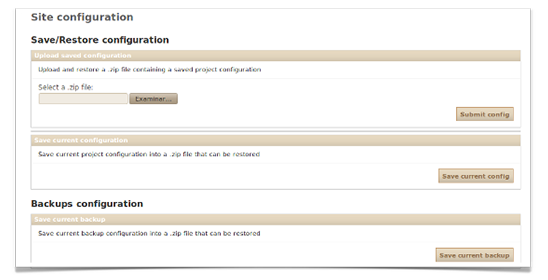 Site configuration
Save/Restore configuration
Upload saved configuration
Upload and restore a .zip file containing a saved project configuration
Select a .zip file:
Examinar...
Submit config
Save current configuration
Save current project configuration into a .zip file that can be restored
Save current config
Backups configuration
Save current backup
Save current backup configuration into a .zip file that can be restored
Save current backup